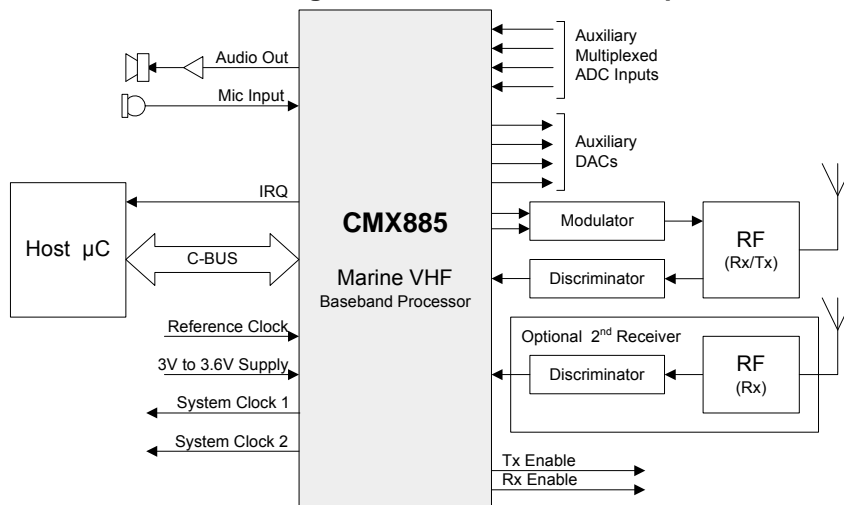 Audio Out
Mic Input
IRQ
Host µC
C-BUS
Reference Clock
3V to 3.6V Supply
System Clock 1
System Clock 2
CMX885
Marine VHF
Baseband Processor
Auxiliary
Multiplexed
ADC Inputs
Auxiliary
DACs
Modulator
Discriminator
RF
(Rx/Tx)
Optional 2nd Receiver
Discriminator
RF
(Rx)
Tx Enable
Rx Enable